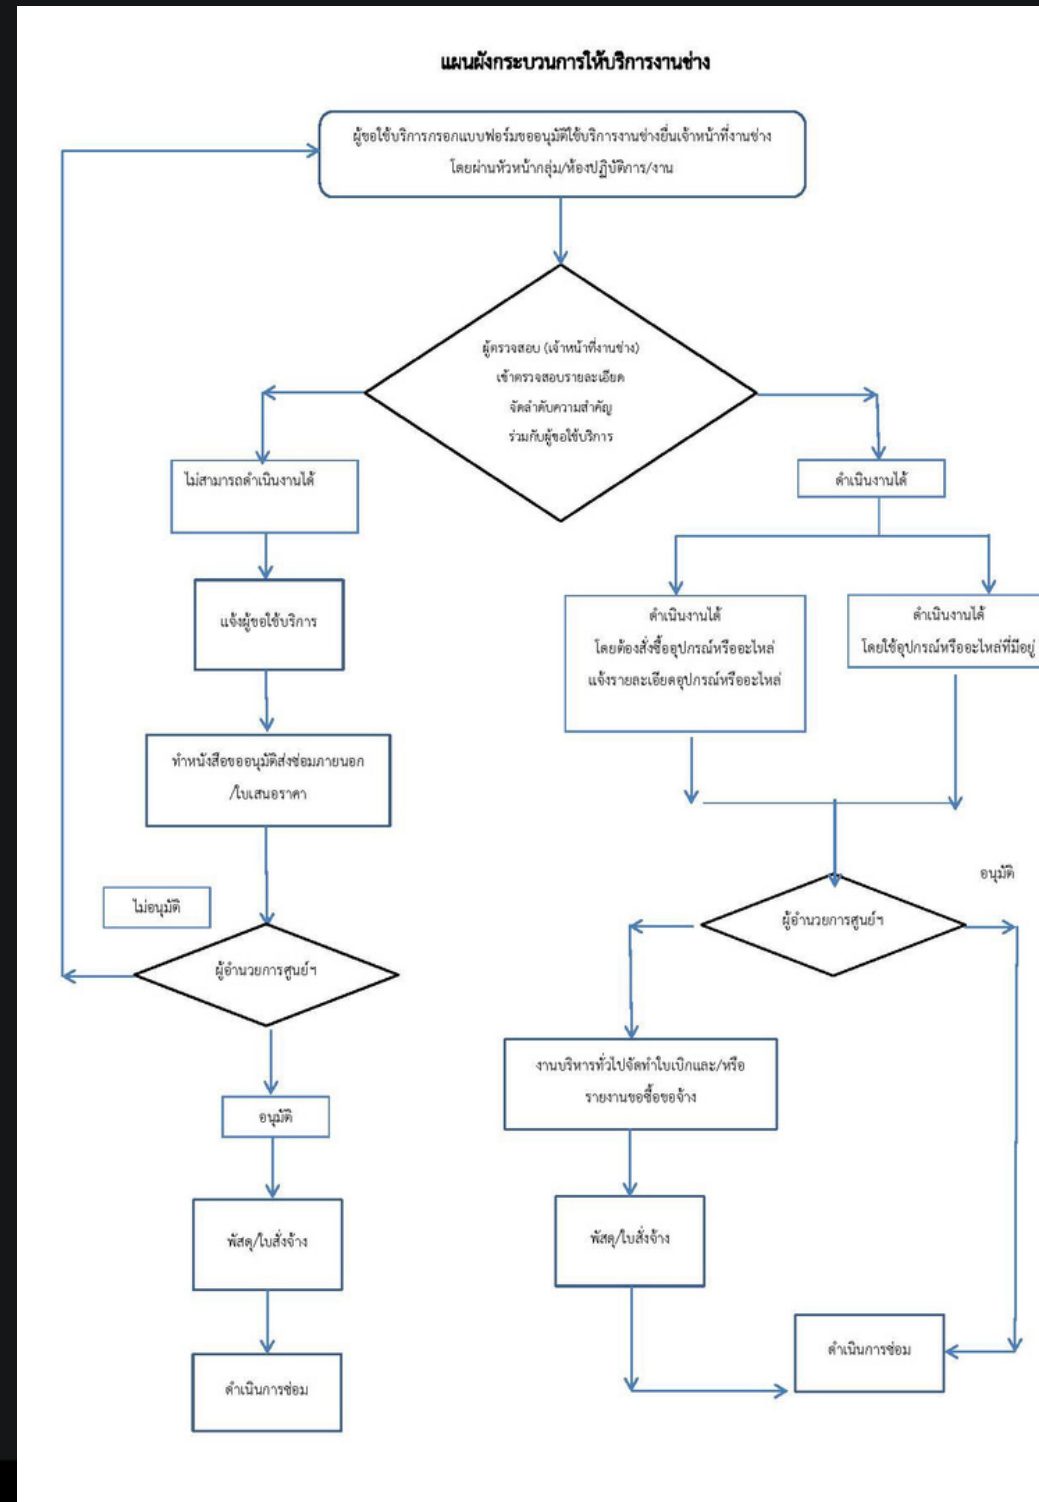 แผนผังกระบวนการให้บริการงานช่าง
ผู้ขอใช้บริการกรอกแบบฟอร์มขออนุมัติใช้บริการงานช่างยื่นเจ้าหน้าที่งานช่าง
โดยผ่านหัวหน้ากลุ่ม/ห้องปฏิบัติการ/งาน
ผู้ตรวจสอบ (เจ้าหน้าที่งานช่าง)
เข้าตรวจสอบรายละเอียด
จัดลำดับความสำคัญ
ร่วมกับผู้ขอใช้บริการ
ไม่สามารถดำเนินงานได้
แจ้งผู้ขอใช้บริการ
ทำหนังสือขออนุมัติส่งซ่อมภายนอก
/ใบเสนอราคา
ไม่อนุมัติ
ผู้อำนวยการศูนย์ฯ
อนุมัติ
พัสดุ/ใบสั่งจ้าง
ดำเนินการซ่อม
ดำเนินงานได้
ดำเนินงานได้
โดยต้องสั่งซื้ออุปกรณ์หรืออะไหล่
แจ้งรายละเอียดอุปกรณ์หรืออะไหล่
ดำเนินงานได้
โดยใช้อุปกรณ์หรืออะไหล่ที่มีอยู่
อนุมัติ
ผู้อำนวยการศูนย์ฯ
งานบริหารทั่วไปจัดทำใบเบิกและ/หรือ
รายงานขอซื้อขอจ้าง
พัสดุ/ใบสั่งจ้าง
ดำเนินการซ่อม